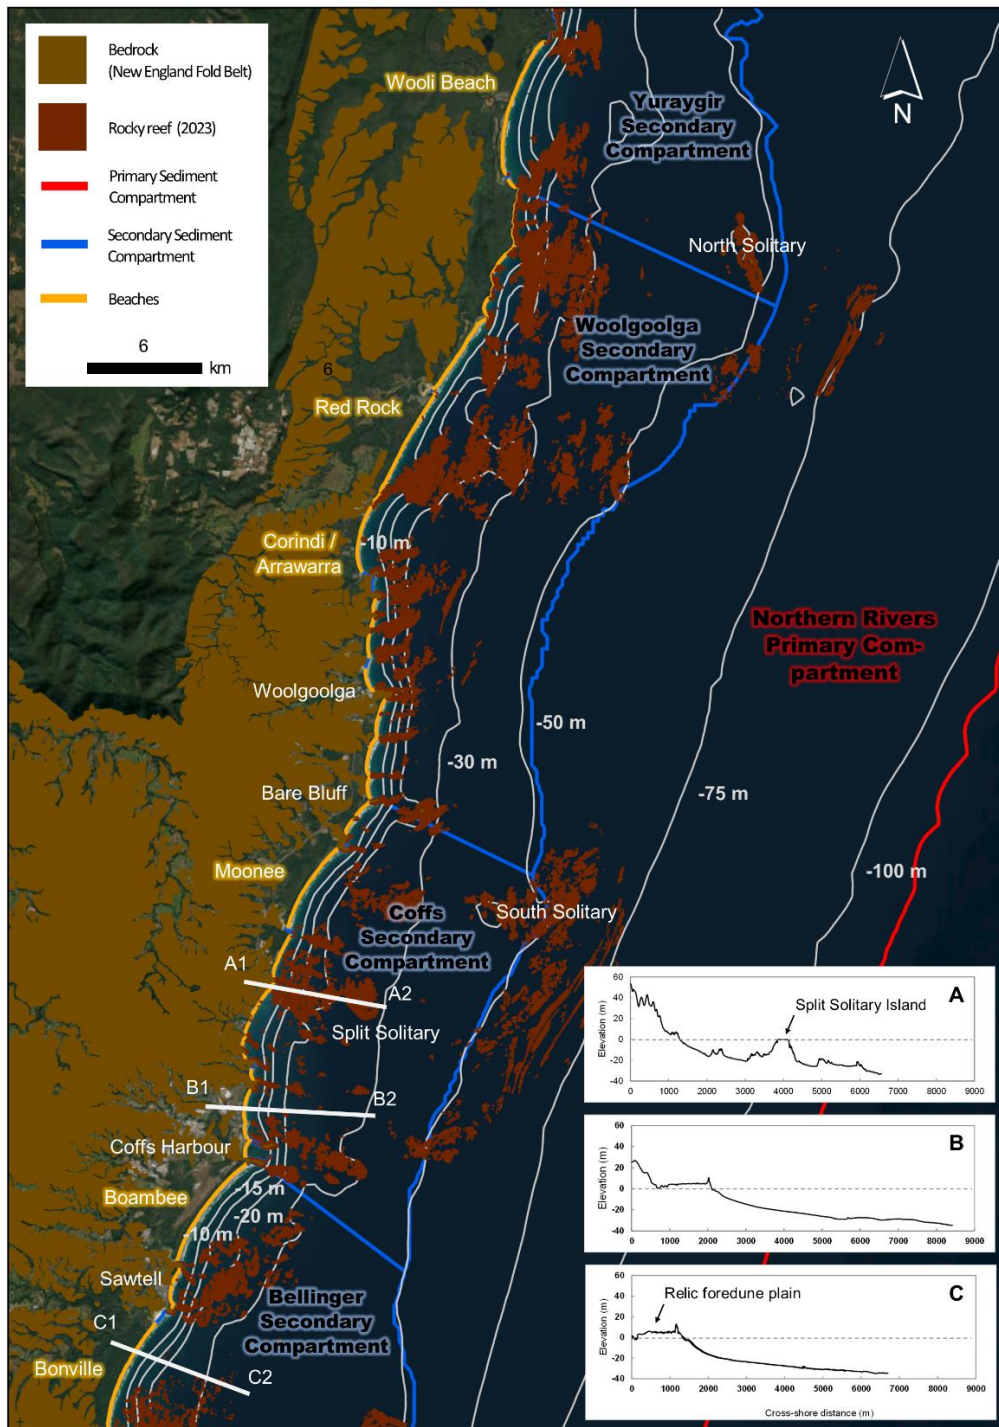 Bedrock
(New England Fold Belt)
Rocky reef (2023)
Primary Sediment
Compartment
Secondary Sediment
Compartment
Beaches
6
km
N
Wooli Beach
Yuraygir
Secondary
Compartment
North Solitary
Woolgoolga
Secondary
Compartment
6
Red Rock
Corindi /
Arrawarra
-10 m
Northern Rivers
Primary Com-
partment
Woolgoolga
-50 m
-30 m
Bare Bluff
-75 m
Moonee
-100 m
South Solitary
Coffs
Secondary
Compartment
A1
A2
Split Solitary
B1
B2
Coffs Harbour
-15 m
Boambee
-20 m
-10 m
Sawtell
Bellinger
Secondary
Compartment
C1
Bonville
C2
A
Split Solitary Island
Elevation (m)
60
40
20
0
-20
-40
0 1000 2000 3000 4000 5000 6000 7000 8000 9000
B
Elevation (m)
60
40
20
0
-20
-40
0 1000 2000 3000 4000 5000 6000 7000 8000 9000
C
Relic foredune plain
Elevation (m)
60
40
20
0
-20
-40
0 1000 2000 3000 4000 5000 6000 7000 8000 9000
Cross-shore distance (m)